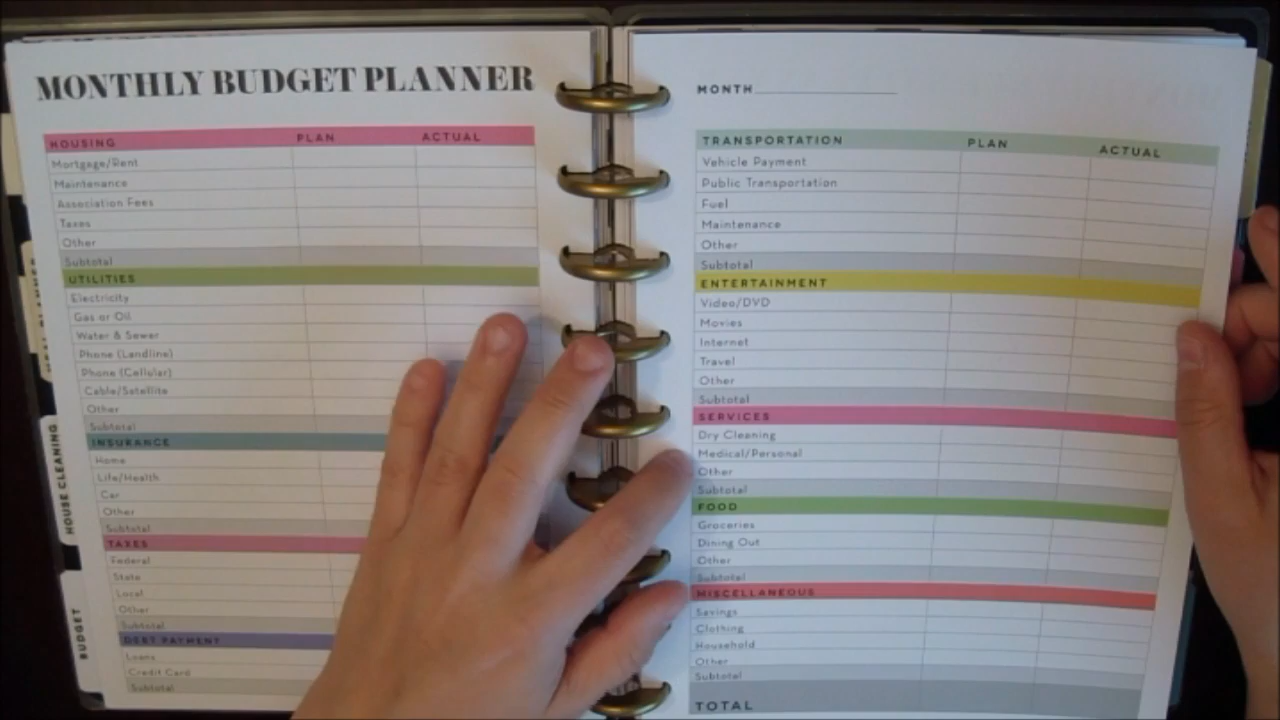 MONTHLY BUDGET PLANNER
HOUSING PLAN ACTUAL
Mortgage/Rent
Maintenance
Association Fees
Taxes
Other
Subtotal
UTILITIES
Electricity
Gas or Oil
Water & Sewer
Phone (Landline)
Phone (Cellular)
Cable/Satellite
Other
Subtotal
INSURANCE
Home
Life/Health
Car
Other
Subtotal
TAXES
Federal
State
Local
Other
Subtotal
DEBT PAYMENT
Loans
Credit Card
Subtotal
MONTH
TRANSPORTATION PLAN ACTUAL
Vehicle Payment
Public Transportation
Fuel
Maintenance
Other
Subtotal
ENTERTAINMENT
Video/DVD
Movies
Internet
Travel
Other
Subtotal
SERVICES
Dry Cleaning
Medical/Personal
Other
Subtotal
FOOD
Groceries
Dining Out
Other
Subtotal
MISCELLANEOUS
Savings
Clothing
Household
Other
Subtotal
TOTAL
HOUSE CLEANING
BUDGET